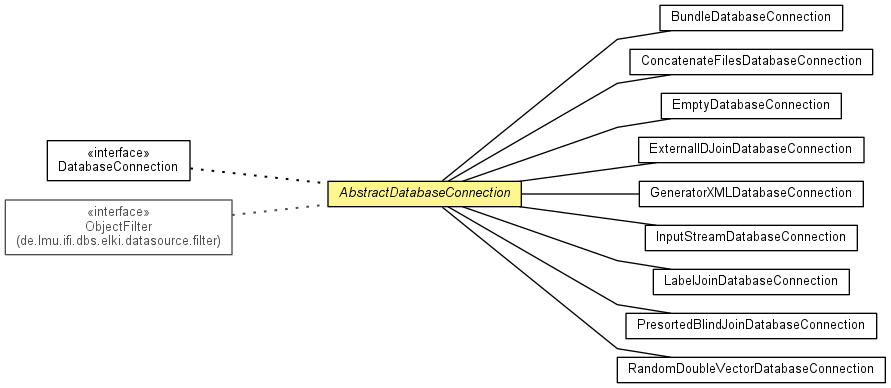 BundleDatabaseConnection
ConcatenateFilesDatabaseConnection
EmptyDatabaseConnection
ExternalIDJoinDatabaseConnection
GeneratorXMLDatabaseConnection
InputStreamDatabaseConnection
LabelJoinDatabaseConnection
PresortedBlindJoinDatabaseConnection
RandomDoubleVectorDatabaseConnection
AbstractDatabaseConnection
«interface»
DatabaseConnection
«interface»
ObjectFilter
(de.lmu.ifi.dbs.elki.datasource.filter)